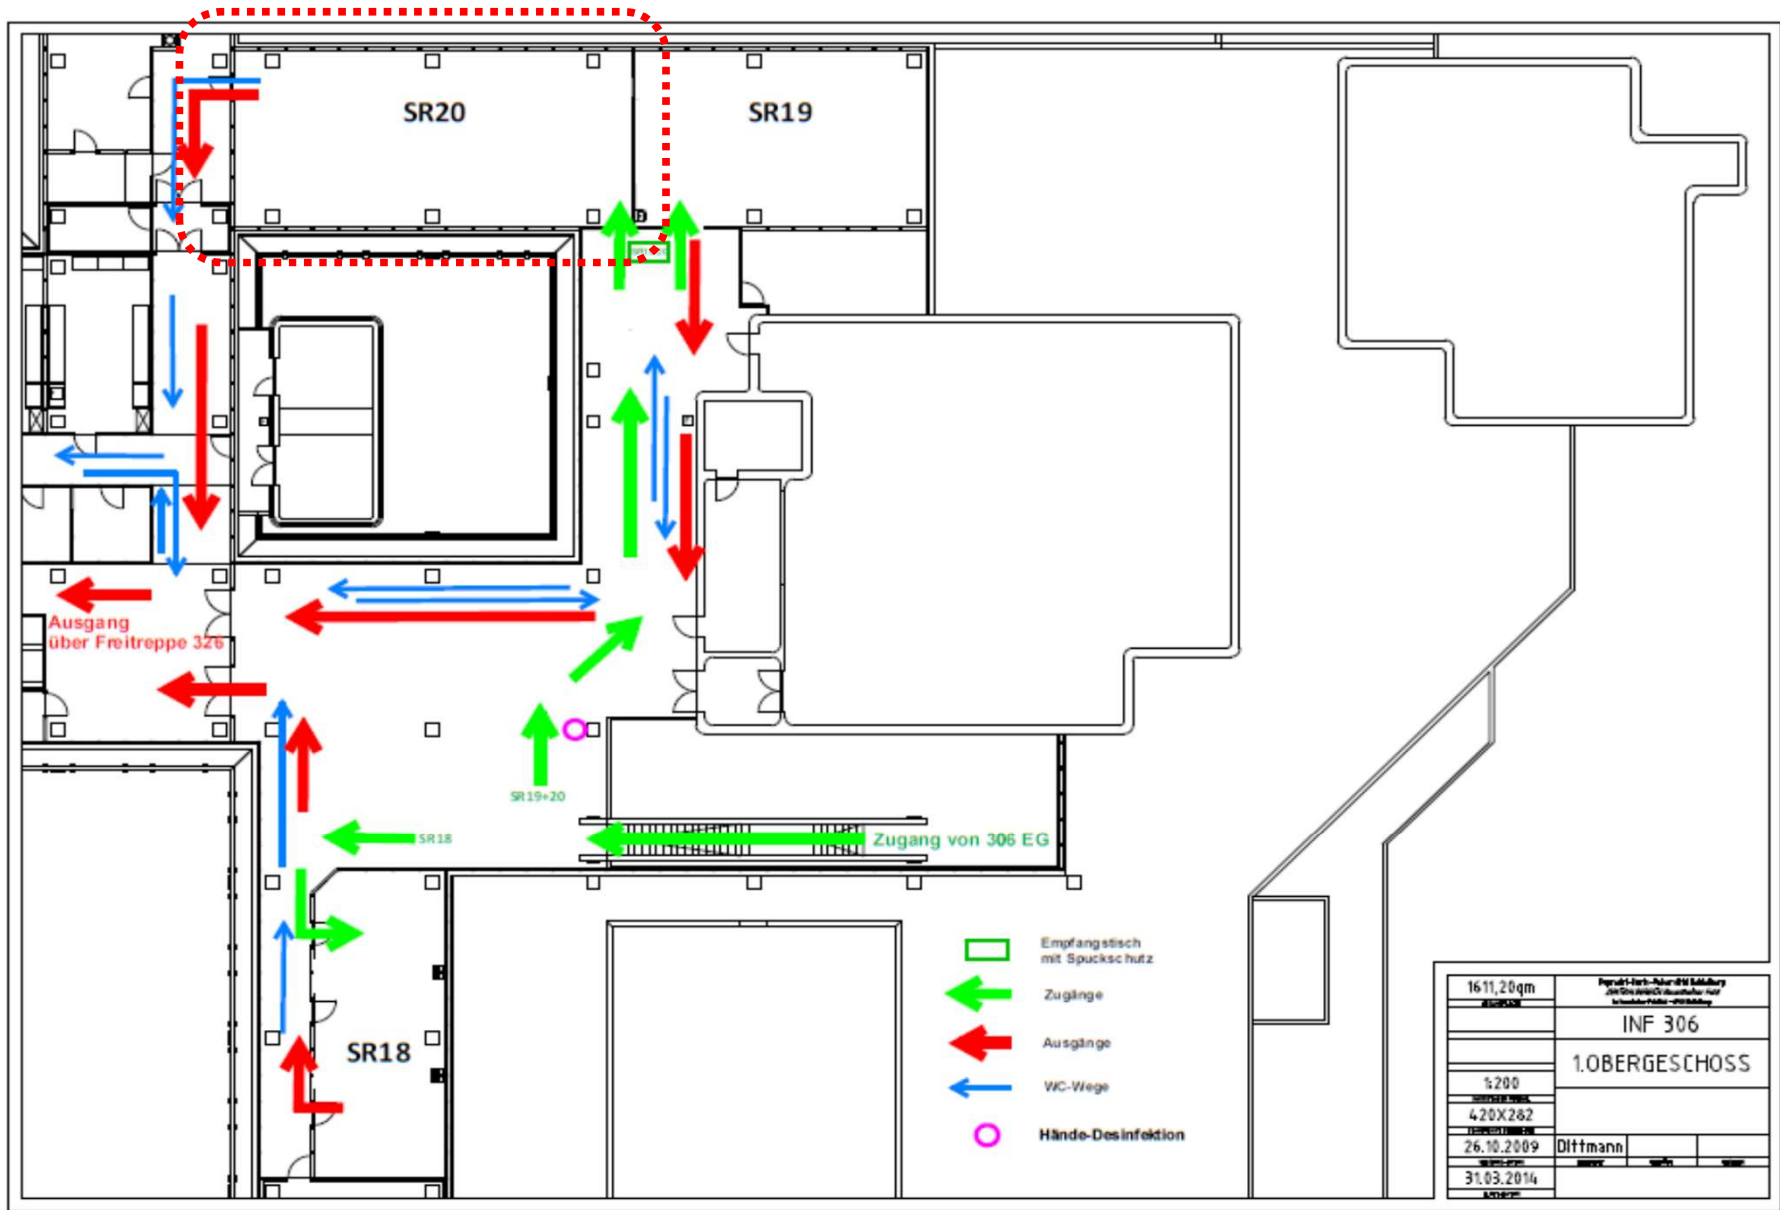 SR20
SR19
Ausgang
über Freitreppe 326
SR19+20
SR18
Zugang von 306 EG
SR18
Empfangstisch
mit Spuckschutz
Zugänge
Ausgänge
WC-Wege
Hände-Desinfektion
1611,20qm
INF 306
1.OBERGESCHOSS
1:200
420X282
26.10.2009
Dittmann
31.03.2014